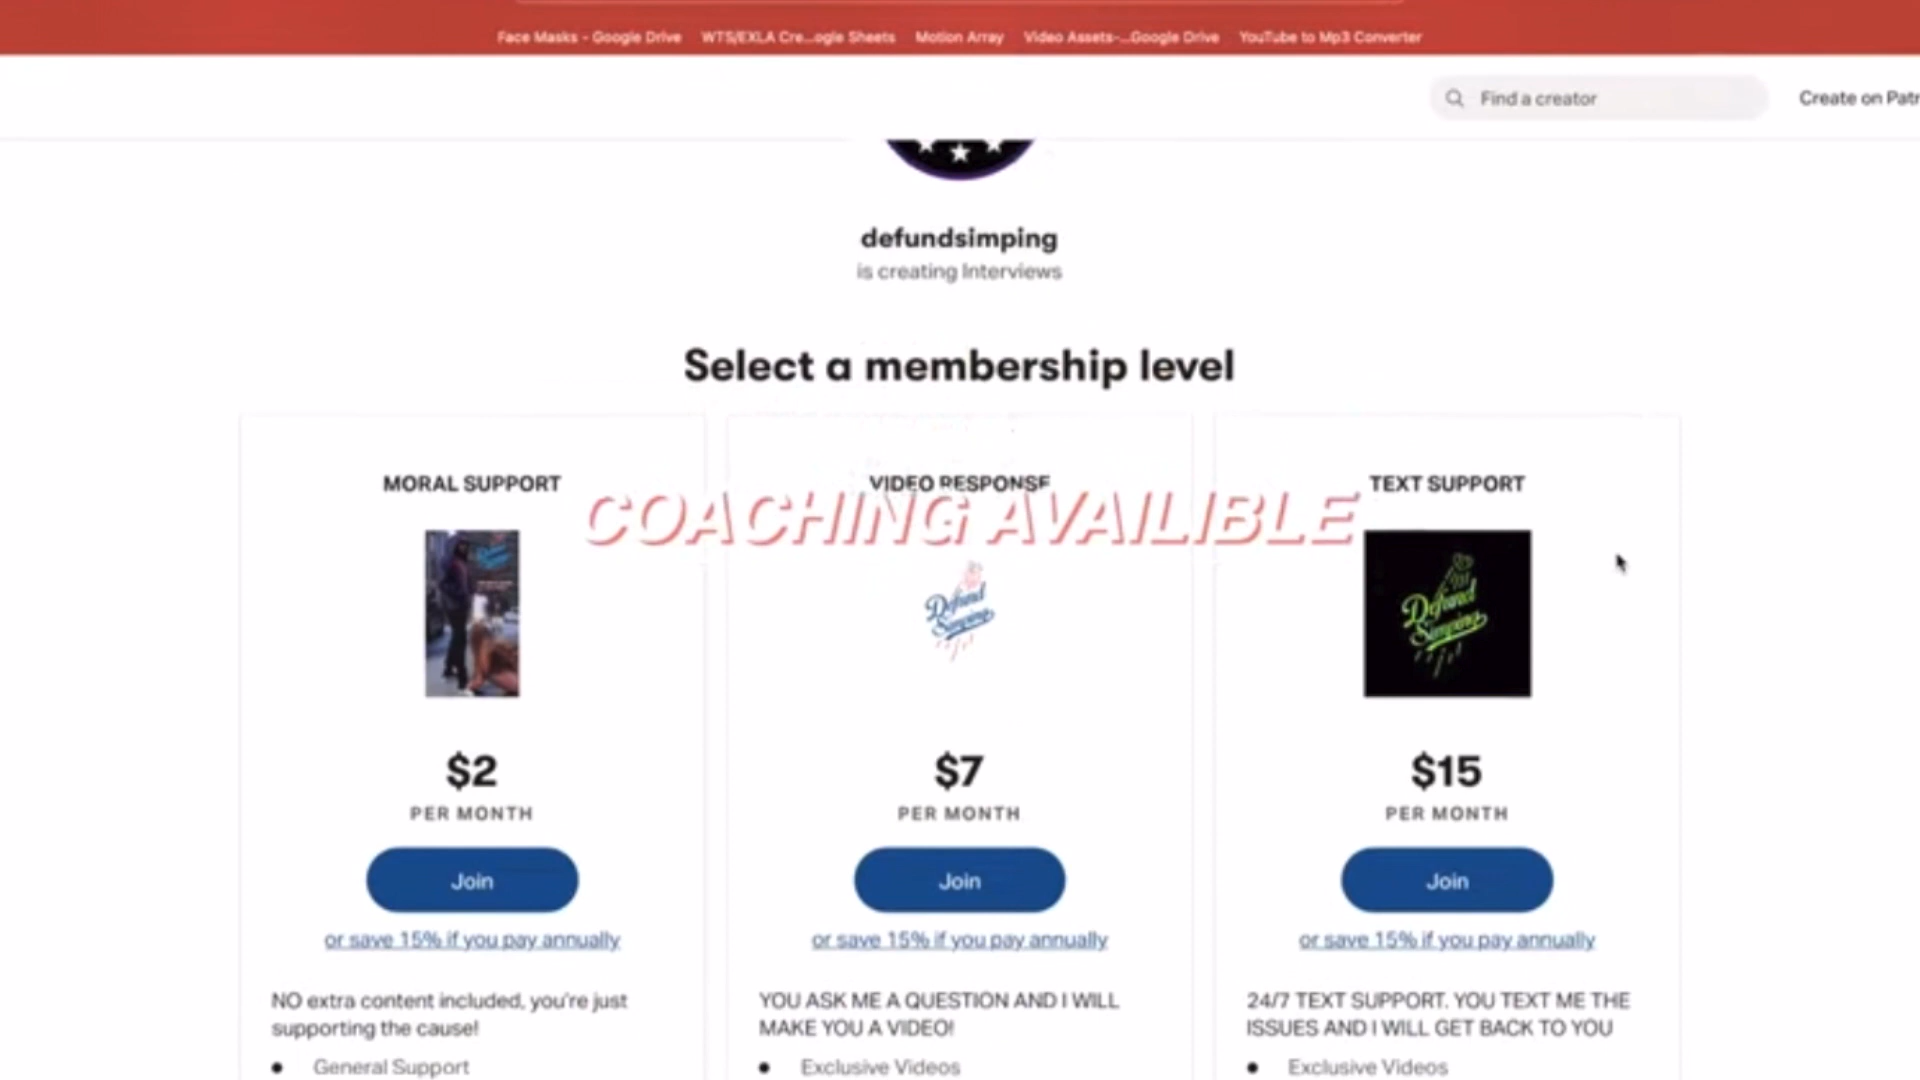 Face Masks - Google Drive
WTS/EXLA Cre...ogle Sheets
Motion Array
Video Assets-...Google Drive
YouTube to Mp3 Converter
Find a creator
Create on Patr
defundsimping
is creating Interviews
Select a membership level
MORAL SUPPORT
VIDEO RESPONSE
TEXT SUPPORT
COACHING AVAILIBLE
Defund
Simping
Defund
Simping
$2
PER MONTH
Join
or save 15% if you pay annually
NO extra content included, you're just
supporting the cause!
• General Support
$7
PER MONTH
Join
or save 15% if you pay annually
YOU ASK ME A QUESTION AND I WILL
MAKE YOU A VIDEO!
• Exclusive Videos
$15
PER MONTH
Join
or save 15% if you pay annually
24/7 TEXT SUPPORT. YOU TEXT ME THE
ISSUES AND I WILL GET BACK TO YOU
• Exclusive Videos